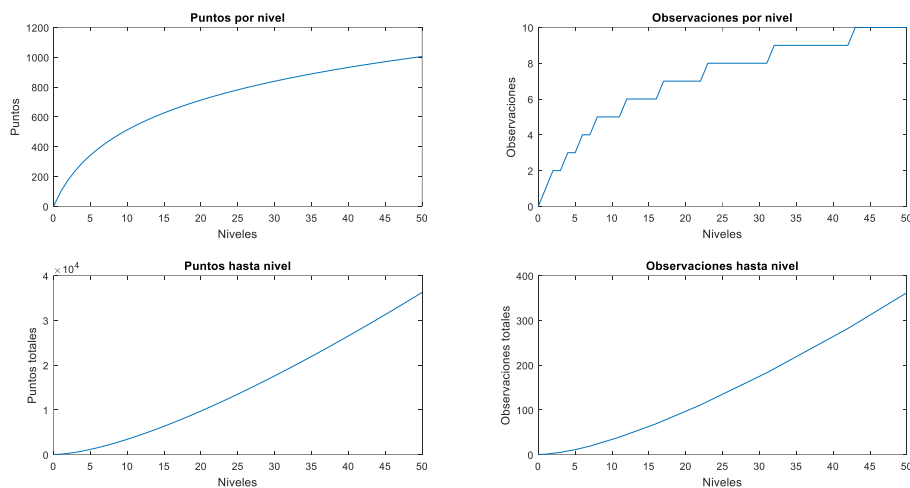 Puntos por nivel
1200
1000
800
600
400
200
0
Puntos
0 5 10 15 20 25 30 35 40 45 50
Niveles
Observaciones por nivel
10
8
6
4
2
0
Observaciones
0 5 10 15 20 25 30 35 40 45 50
Niveles
Puntos hasta nivel
× 10^4
4
3
2
1
0
Puntos totales
0 5 10 15 20 25 30 35 40 45 50
Niveles
Observaciones hasta nivel
400
300
200
100
0
Observaciones totales
0 5 10 15 20 25 30 35 40 45 50
Niveles